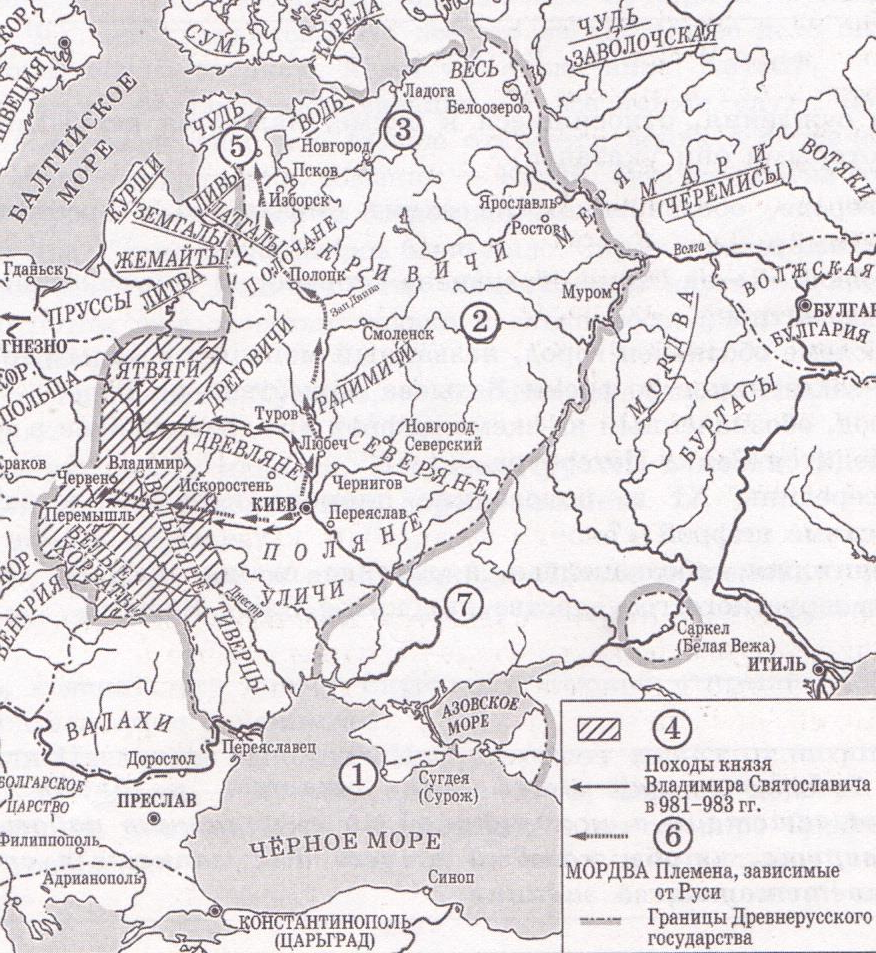 СУМЬ
КОРЕЛА
ЧУДЬ
ЗАВОЛОЧСКАЯ
ВЕСЬ
Ладога
Белоозеро
ЧУДЬ
ВОДЬ
5
3
Новгород
БАЛТИЙСКОЕ
МОРЕ
Псков
Изборск
КУРШИ
ЛИВЫ
ЗЕМГАЛЫ
ЛАТГАЛЫ
ЖЕМАЙТЫ
ЛИТВА
ПРУССЫ
Гданьск
ГНЕЗНО
ПОЛЬША
ПОЛОЧАНЕ
КРИВИЧИ
Полоцк
Зап. Двина
Ярославль
Ростов
МЕРЯ
МАРИ
(ЧЕРЕМИСЫ)
ВОТЯКИ
Волга
ВОЛЖСКАЯ
БУЛГАРИЯ
БУЛГАР
Муром
МОРДВА
БУРТАСЫ
Смоленск
2
ЯТВЯГИ
ДРЕГОВИЧИ
РАДИМИЧИ
Туров
Новгород-
Северский
ДРЕВЛЯНЕ
Любеч
СЕВЕРЯНЕ
Краков
Владимир
Червень
Искоростень
Чернигов
КИЕВ
Переяслав
Перемышль
ВОЛЫНЯНЕ
БЕЛЫЕ
ХОРВАТЫ
ПОЛЯНЕ
УЛИЧИ
Днестр
ТИВЕРЦЫ
ВЕНГРИЯ
7
Саркел
(Белая Вежа)
ИТИЛЬ
ВАЛАХИ
АЗОВСКОЕ
МОРЕ
Переяславец
Доростол
1
Сугдея
(Сурож)
БОЛГАРСКОЕ
ЦАРСТВО
ПРЕСЛАВ
Филипполь
ЧЁРНОЕ МОРЕ
Адрианополь
Синоп
КОНСТАНТИНОПОЛЬ
(ЦАРЬГРАД)
4
Походы князя
Владимира Святославича
в 981–983 гг.
6
МОРДВА Племена, зависимые
от Руси
Границы Древнерусского
государства